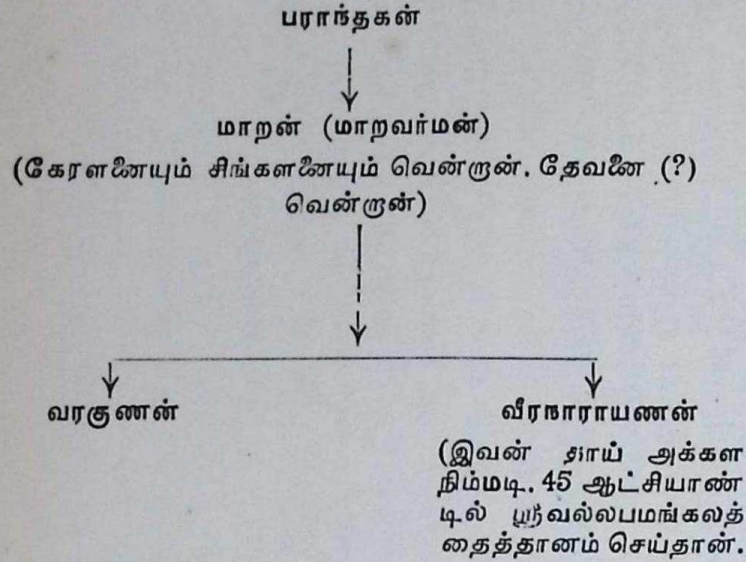 பராந்தகன்
மாறன் (மாறவர்மன்)
(கேரளனையும் சிங்களனையும் வென்றான். தேவனை (?)
வென்றான்)
வரகுணன்
வீரநாராயணன்
(இவன் தாய் அக்கள
நிம்மடி. 45 ஆட்சியாண்
டில் ஸ்ரீவல்லபமங்கலத்
தைத்தானம் செய்தான்.